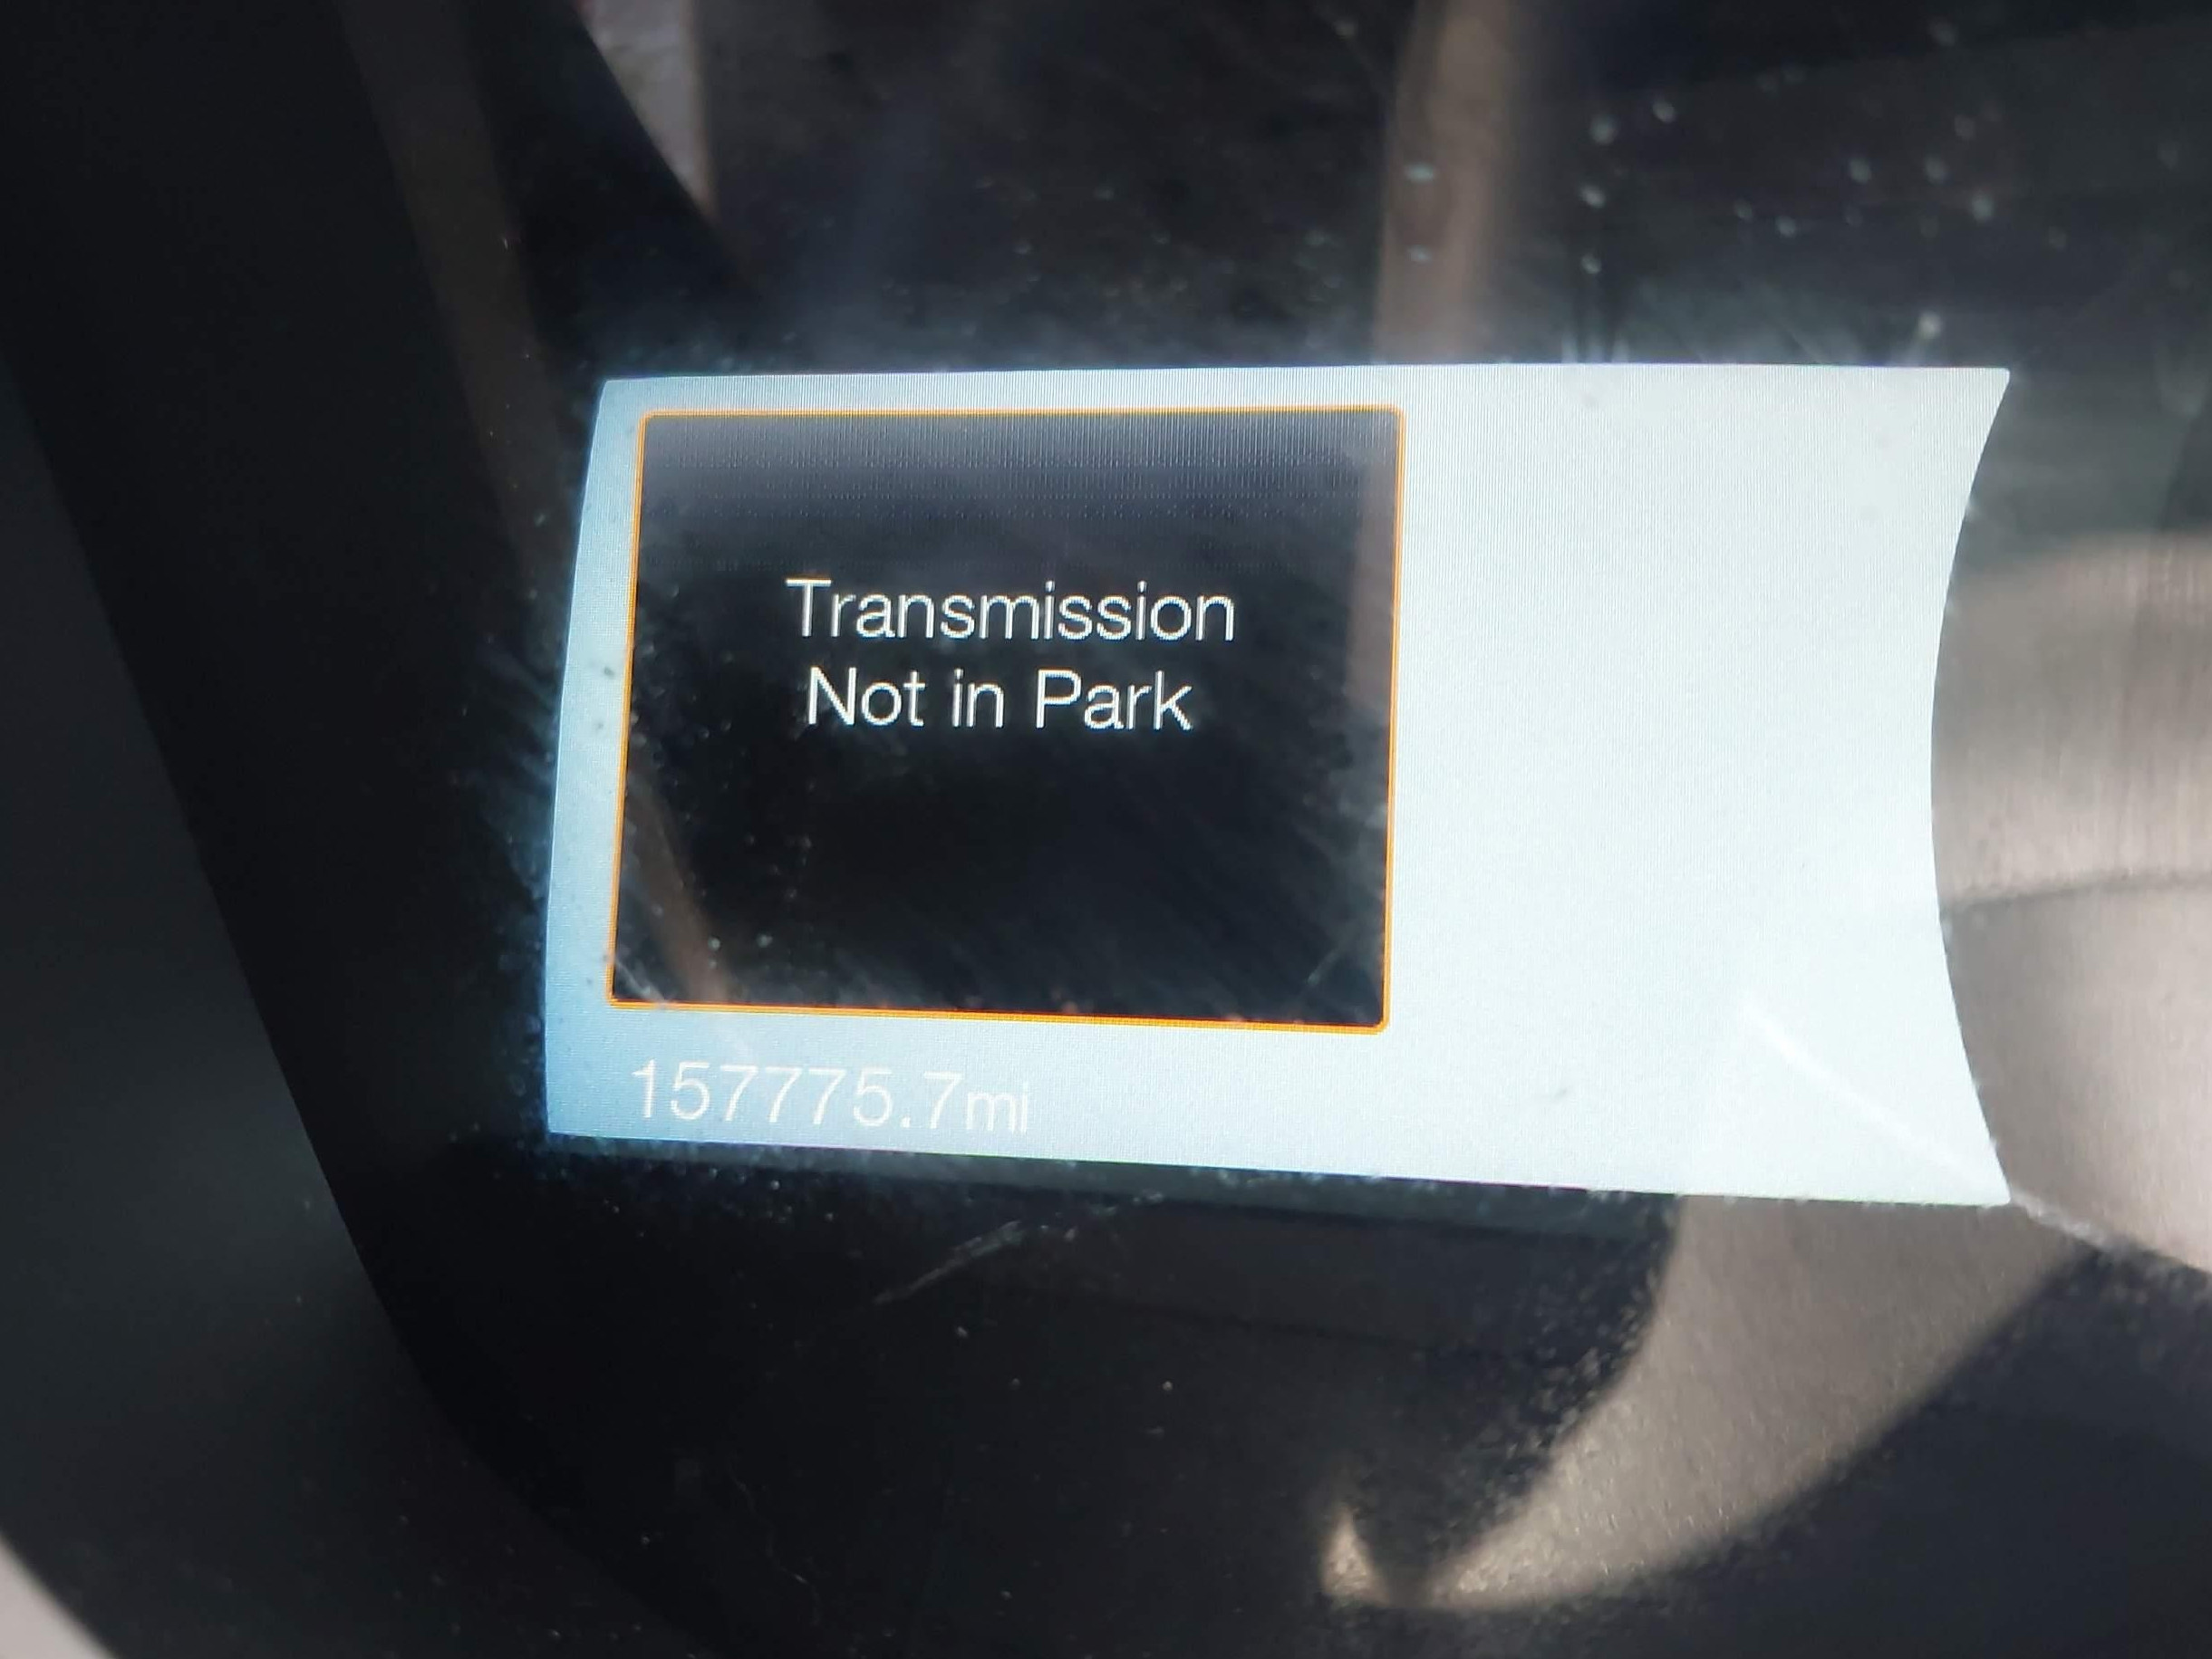 Transmission
Not in Park
157775.7mi